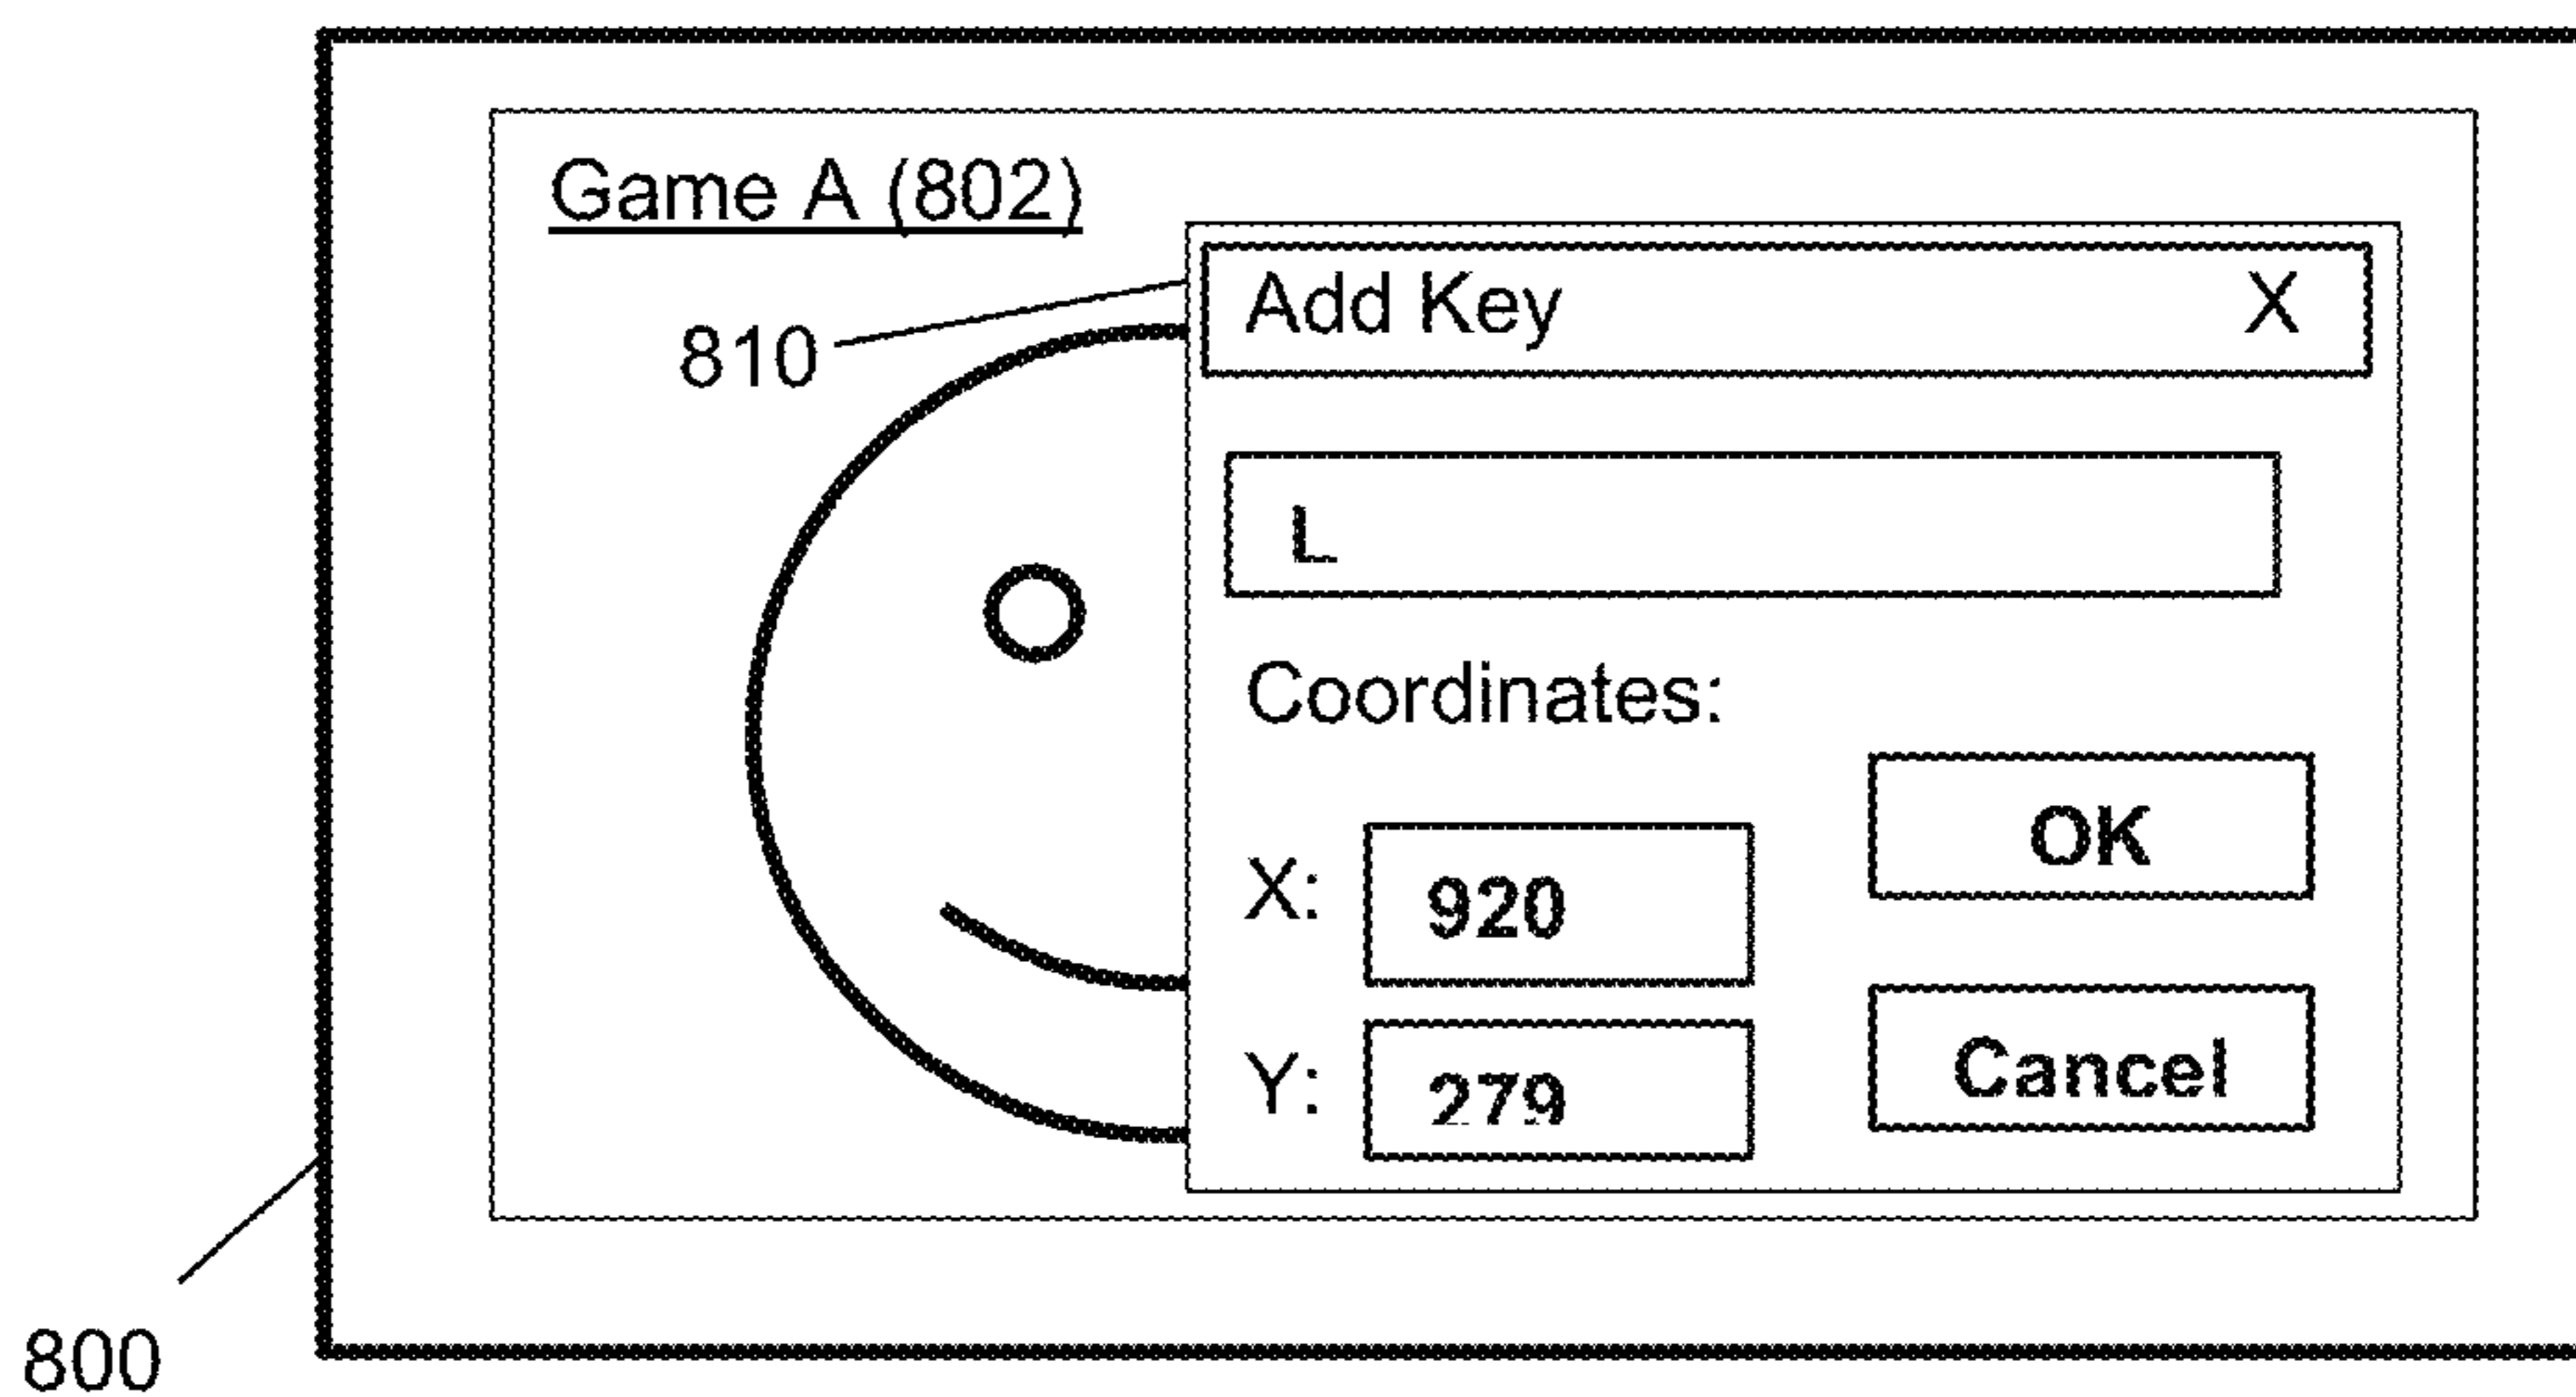 Game A (802)
810
Add Key X
L
Coordinates:
X: 920
OK
Y: 279
Cancel
800